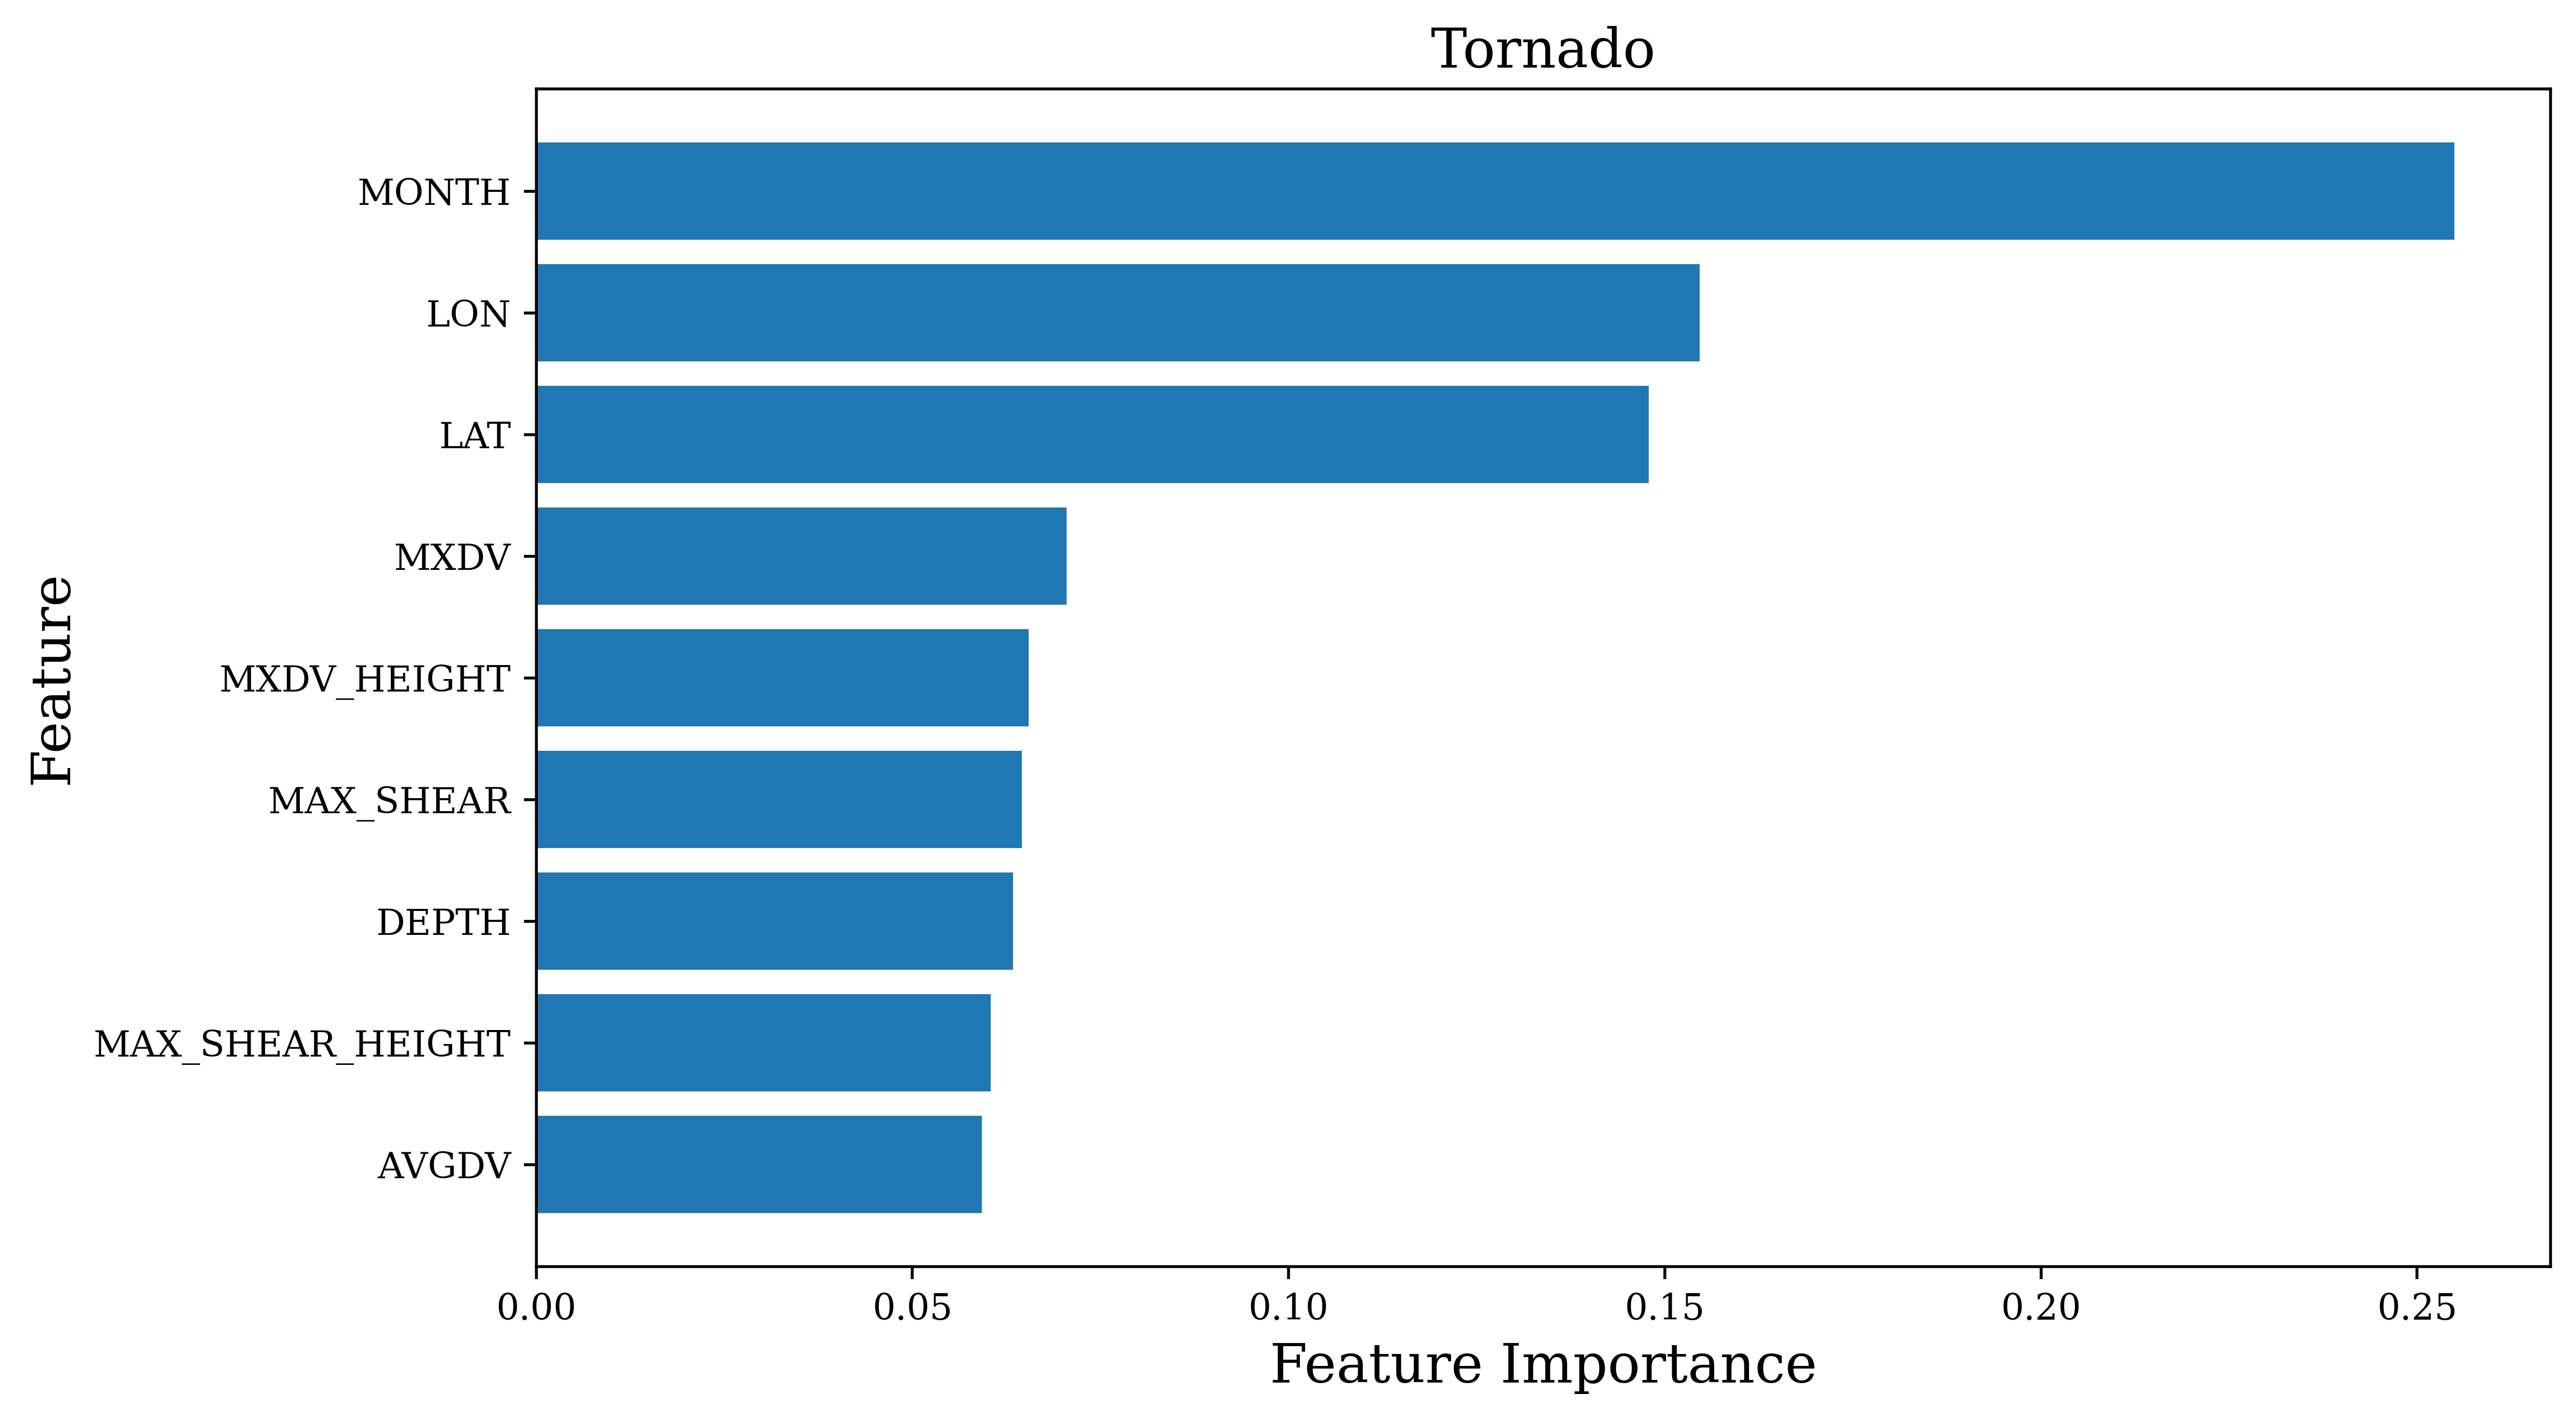 Tornado
MONTH
LON
LAT
MXDV
MXDV_HEIGHT
MAX_SHEAR
DEPTH
MAX_SHEAR_HEIGHT
AVGDV
Feature
0.00 0.05 0.10 0.15 0.20 0.25
Feature Importance